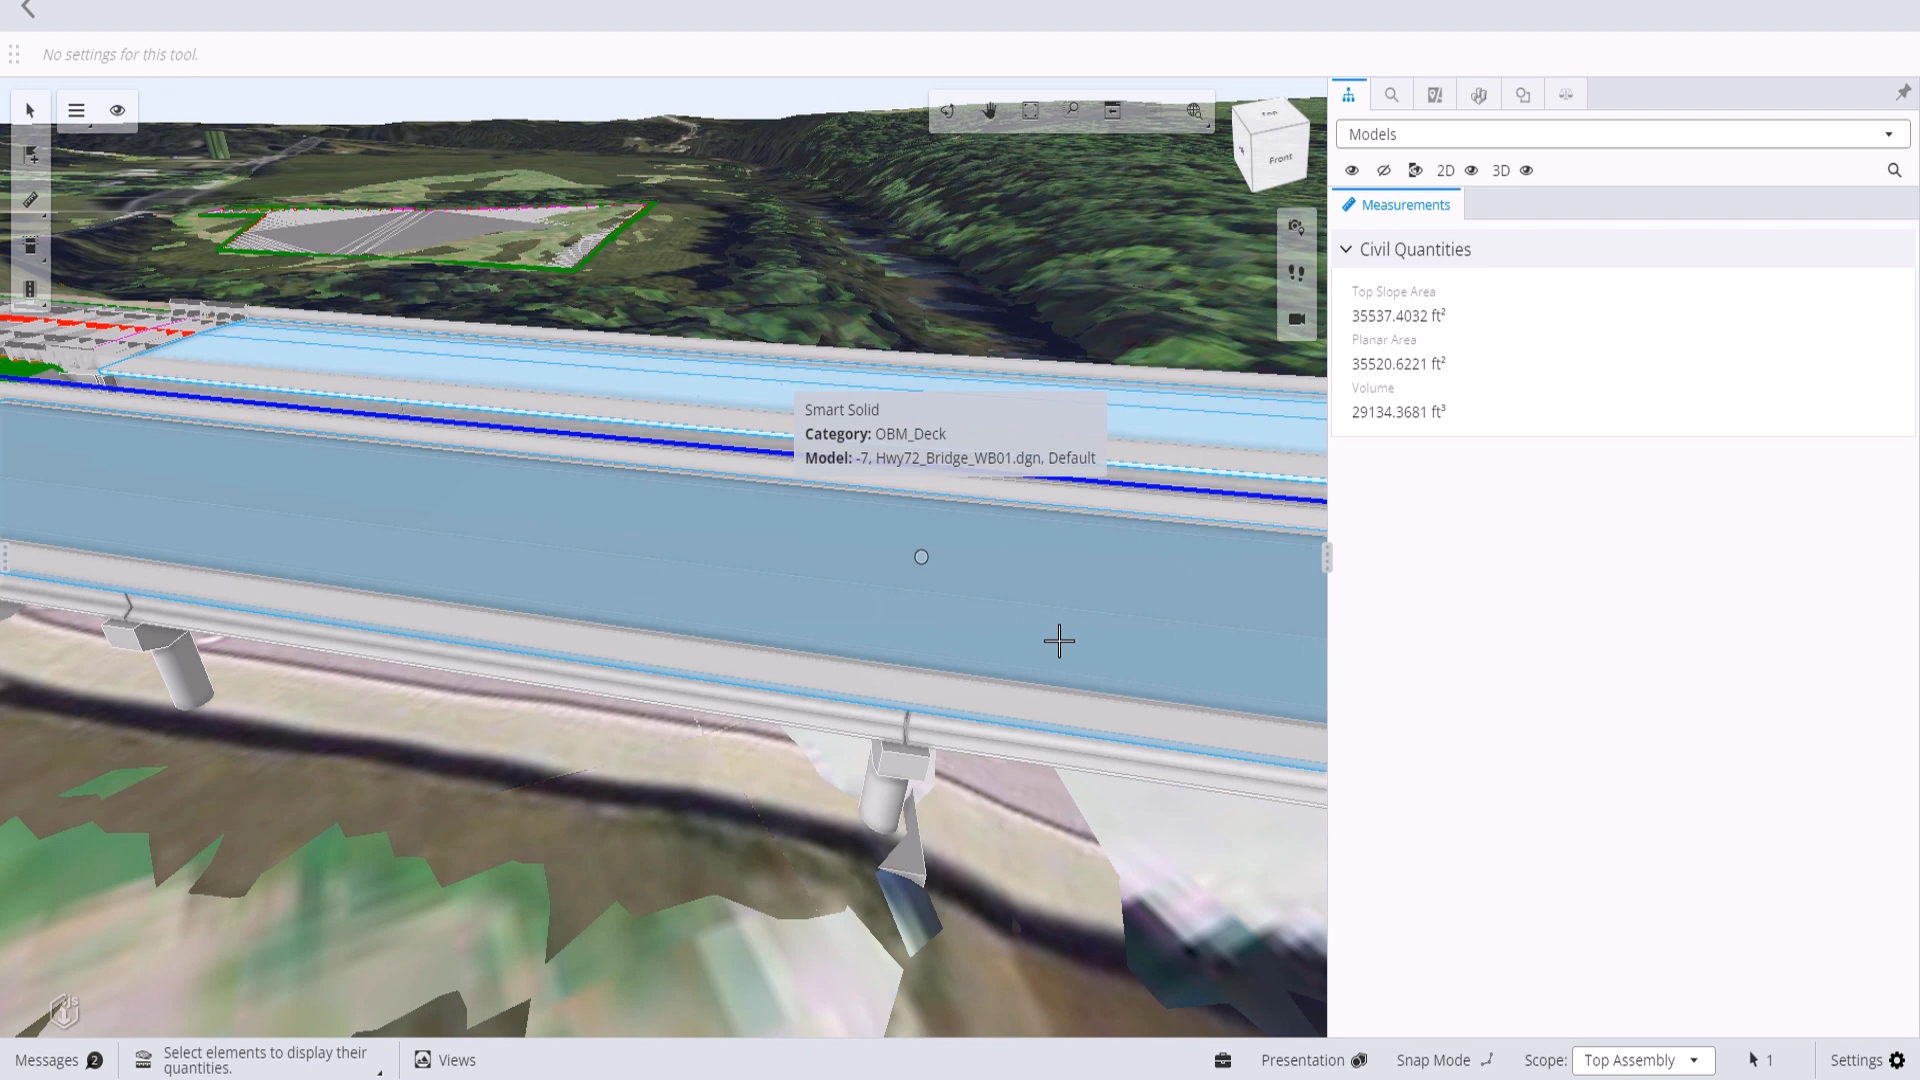 No settings for this tool.
Top
Front
Models
2D
3D
Measurements
Civil Quantities
Top Slope Area
35537.4032 ft²
Planar Area
35520.6221 ft²
Volume
29134.3681 ft³
Smart Solid
Category: OBM_Deck
Model: -7, Hwy72_Bridge_WB01.dgn, Default
Messages 2
Select elements to display their
quantities.
Views
Presentation
Snap Mode
Scope:
Top Assembly
1
Settings